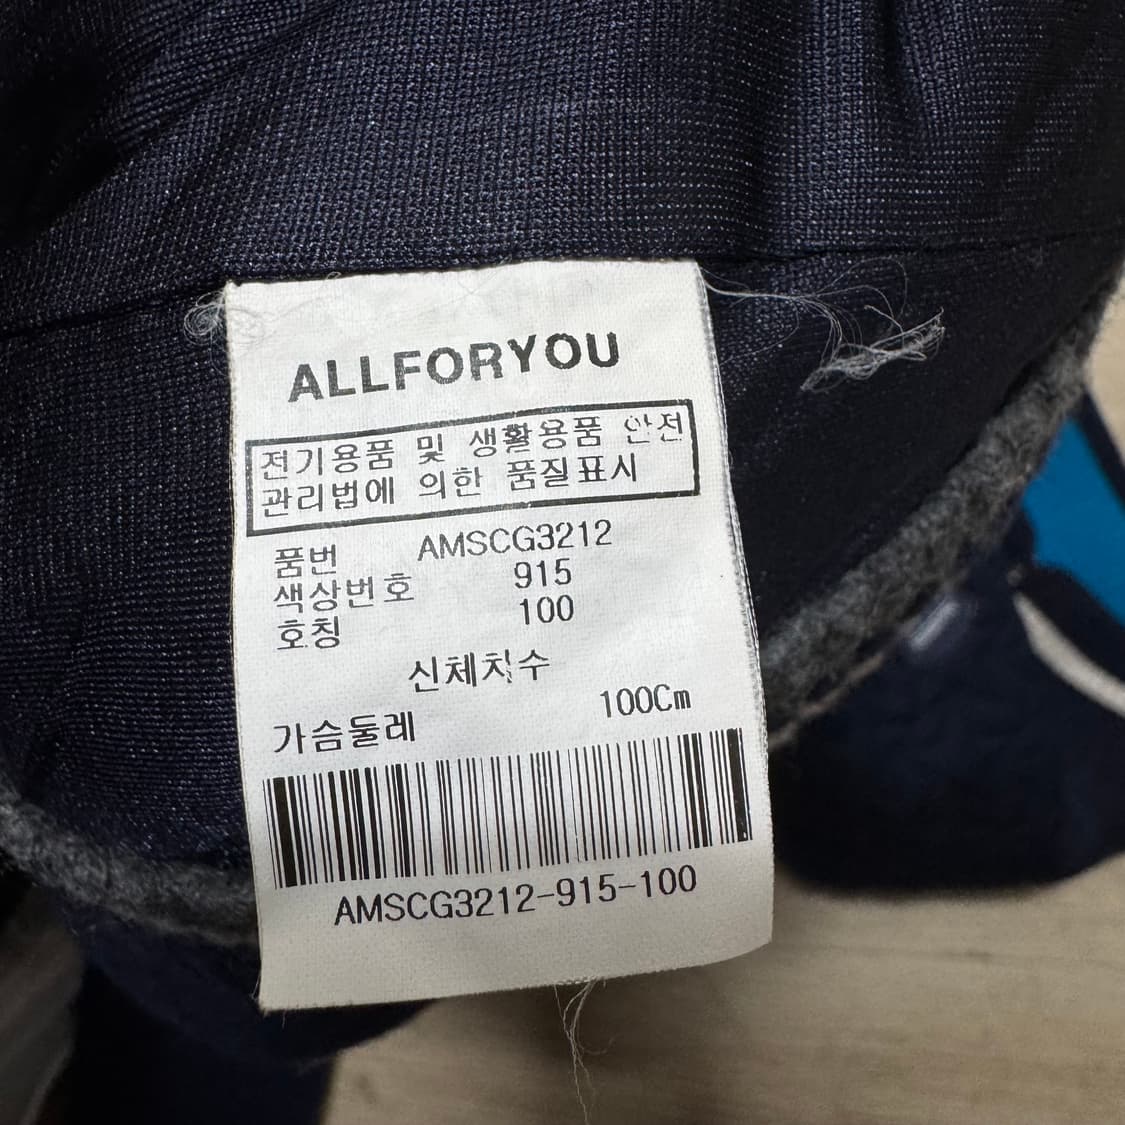 ALLFORYOU
전기용품 및 생활용품 안전
관리법에 의한 품질표시
품번 AMSCG3212
색상번호 915
호칭 100
신체치수
가슴둘레 100Cm
AMSCG3212-915-100